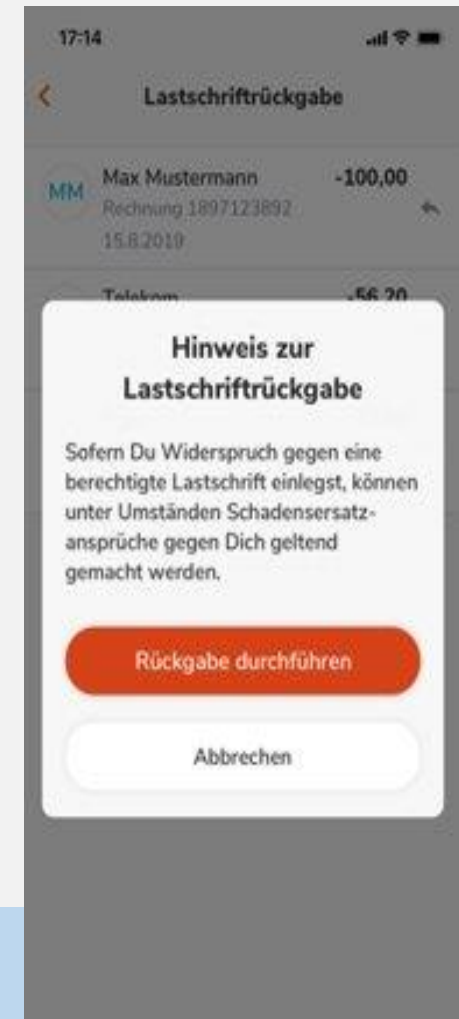 17:14
Lastschriftrückgabe
MM
Max Mustermann
-100,00
Rechnung 1897123892
15.8.2019
Telekom
-56,20
Hinweis zur
Lastschriftrückgabe
Sofern Du Widerspruch gegen eine
berechtigte Lastschrift einlegst, können
unter Umständen Schadensersatz-
ansprüche gegen Dich geltend
gemacht werden.
Rückgabe durchführen
Abbrechen